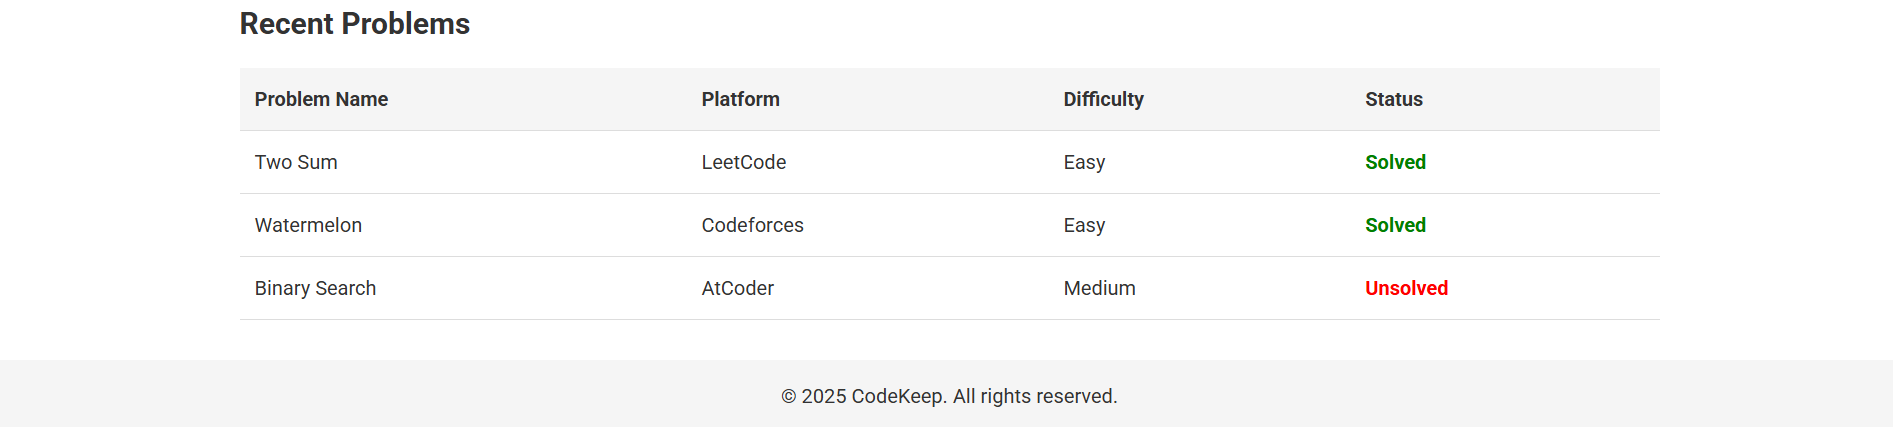 Recent Problems
Problem Name Platform Difficulty Status
Two Sum LeetCode Easy Solved
Watermelon Codeforces Easy Solved
Binary Search AtCoder Medium Unsolved
© 2025 CodeKeep. All rights reserved.